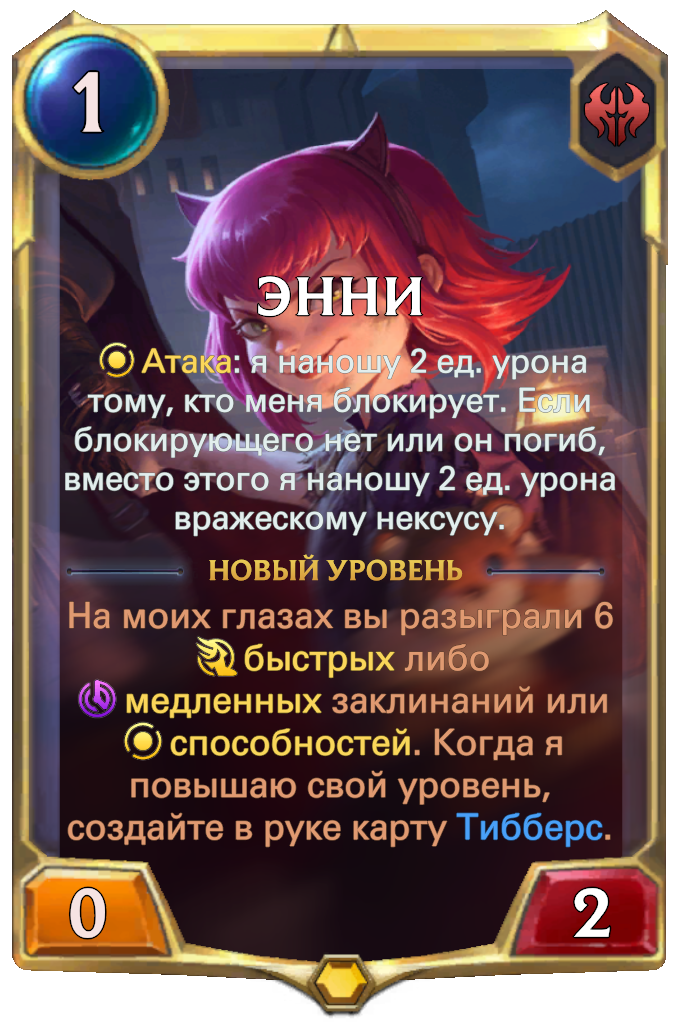 1
ЭННИ
Атака: я наношу 2 ед. урона
тому, кто меня блокирует. Если
блокирующего нет или он погиб,
вместо этого я наношу 2 ед. урона
вражескому нексусу.
НОВЫЙ УРОВЕНЬ
На моих глазах вы разыграли 6
быстрых либо
медленных заклинаний или
способностей. Когда я
повышаю свой уровень,
создайте в руке карту Тибберс.
0
2